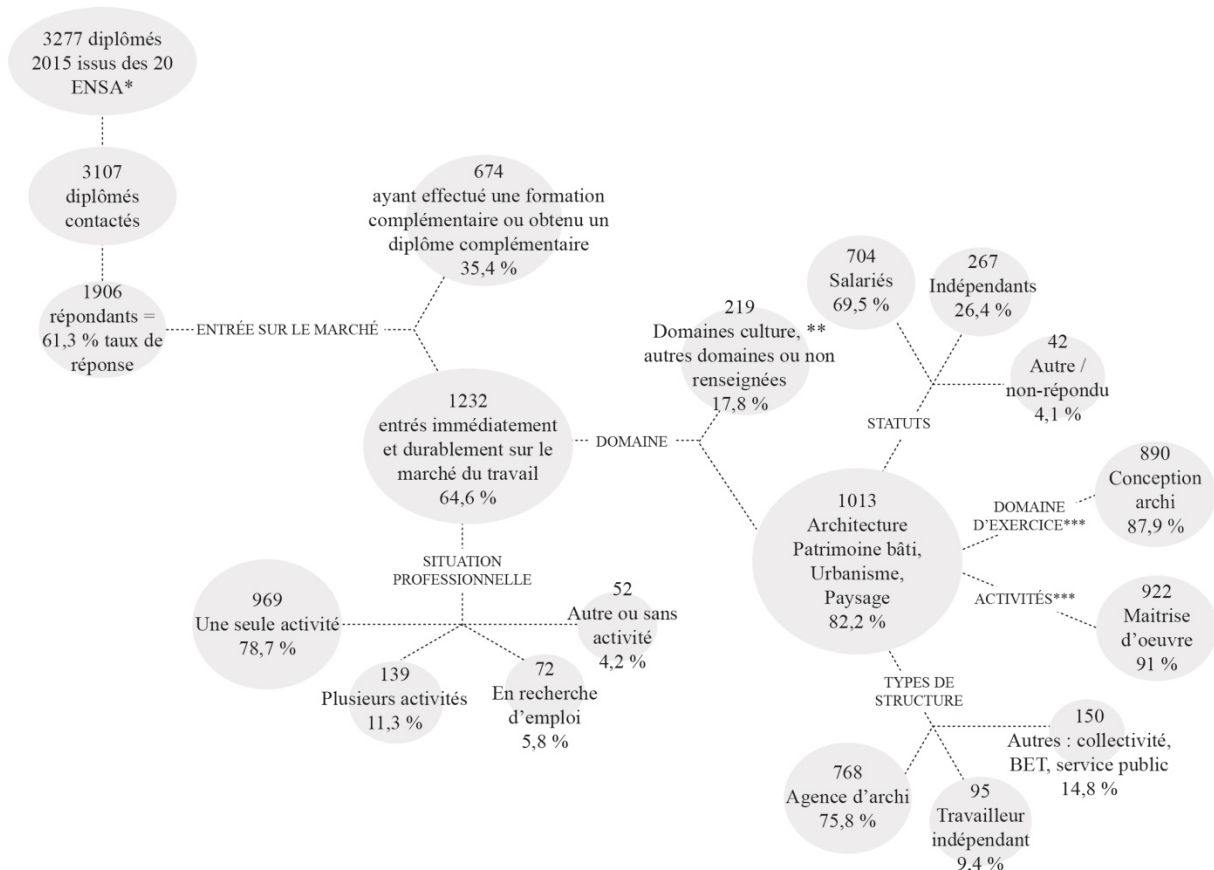 3277 diplômés
2015 issus des 20
ENSA*
3107
diplômés
contactés
1906
répondants =
61,3 % taux de
réponse
ENTRÉE SUR LE MARCHÉ
674
ayant effectué une formation
complémentaire ou obtenu un
diplôme complémentaire
35,4 %
1232
entrés immédiatement
et durablement sur le
marché du travail
64,6 %
SITUATION
PROFESSIONNELLE
969
Une seule activité
78,7 %
139
Plusieurs activités
11,3 %
72
En recherche
d’emploi
5,8 %
52
Autre ou sans
activité
4,2 %
DOMAINE
219
Domaines culture, **
autres domaines ou non
renseignées
17,8 %
1013
Architecture
Patrimoine bâti,
Urbanisme,
Paysage
82,2 %
STATUTS
704
Salariés
69,5 %
267
Indépendants
26,4 %
42
Autre /
non-répondu
4,1 %
DOMAINE
D’EXERCICE***
890
Conception
archi
87,9 %
ACTIVITÉS***
922
Maitrise
d’oeuvre
91 %
TYPES DE
STRUCTURE
768
Agence d’archi
75,8 %
95
Travailleur
indépendant
9,4 %
150
Autres : collectivité,
BET, service public
14,8 %